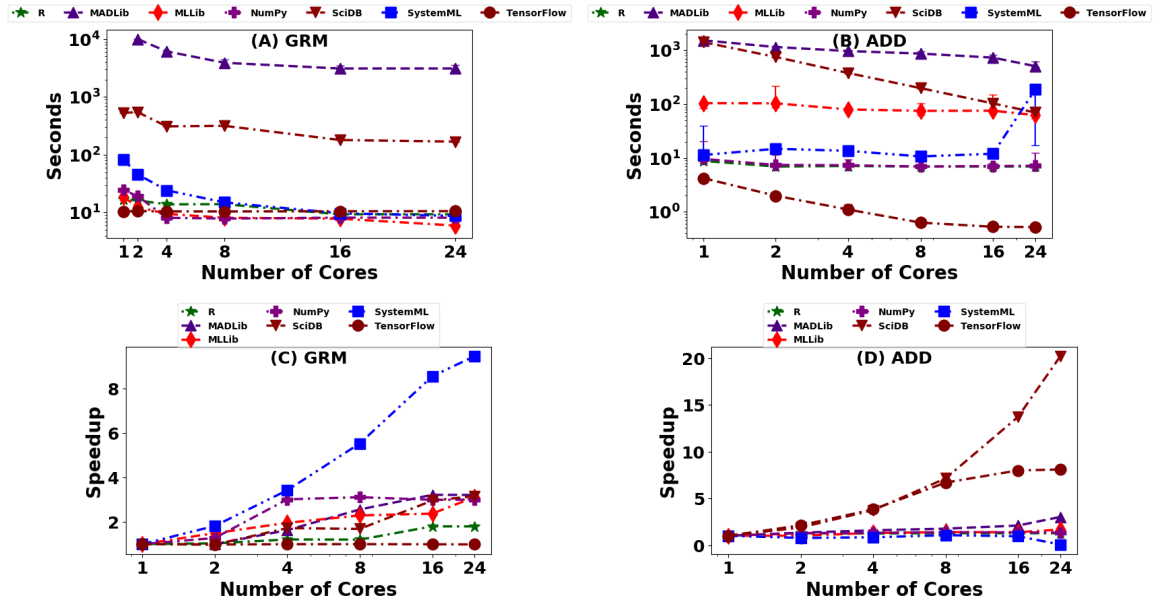 R MADLib MLLib NumPy SciDB SystemML TensorFlow
(A) GRM
10^4
10^3
10^2
10^1
Seconds
1 2 4 8 16 24
Number of Cores
R MADLib MLLib NumPy SciDB SystemML TensorFlow
(B) ADD
10^3
10^2
10^1
10^0
Seconds
1 2 4 8 16 24
Number of Cores
R NumPy SystemML
MADLib SciDB TensorFlow
MLLib
(C) GRM
8
6
4
2
Speedup
1 2 4 8 16 24
Number of Cores
R NumPy SystemML
MADLib SciDB TensorFlow
MLLib
(D) ADD
20
15
10
5
0
Speedup
1 2 4 8 16 24
Number of Cores